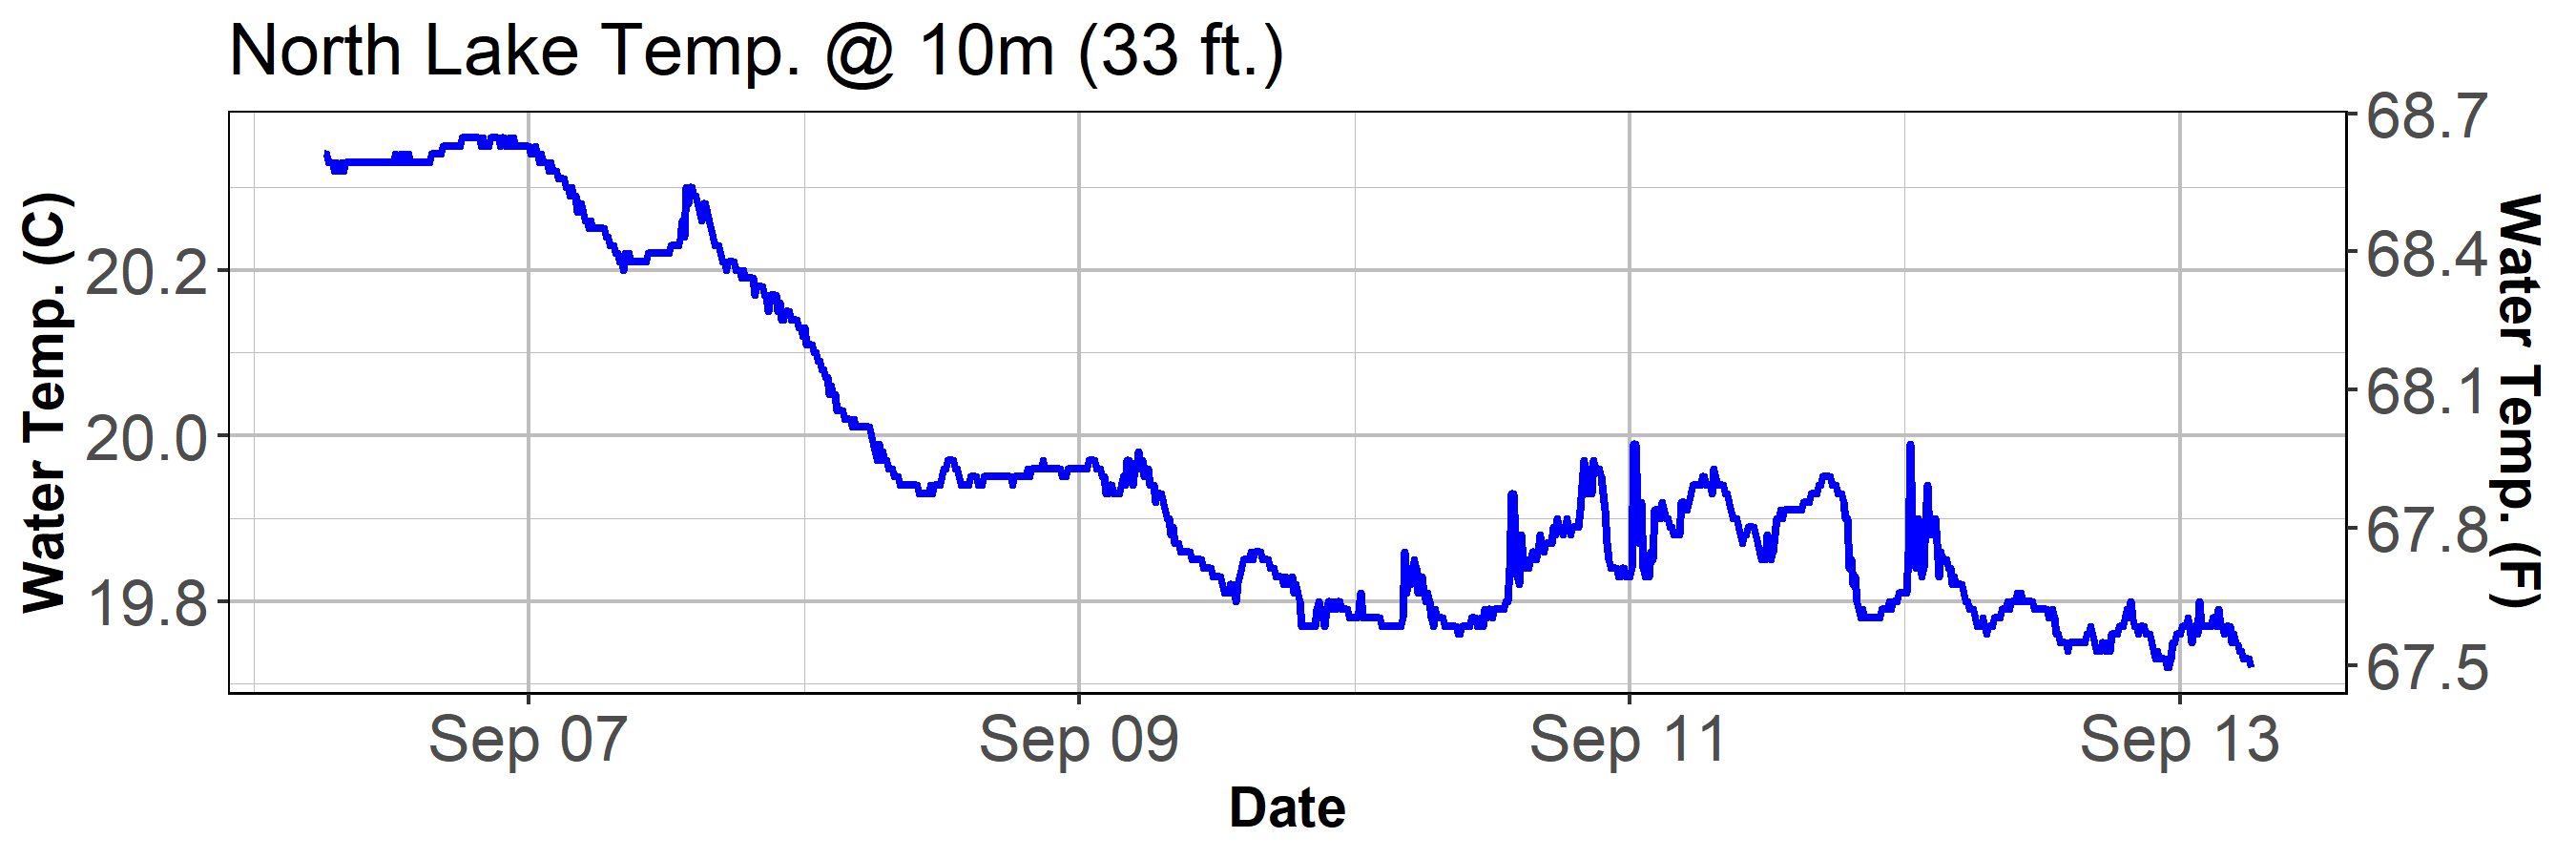 North Lake Temp. @ 10m (33 ft.)
Water Temp. (C)
20.2
20.0
19.8
68.7
68.4
68.1
67.8
67.5
Water Temp. (F)
Sep 07 Sep 09 Sep 11 Sep 13
Date